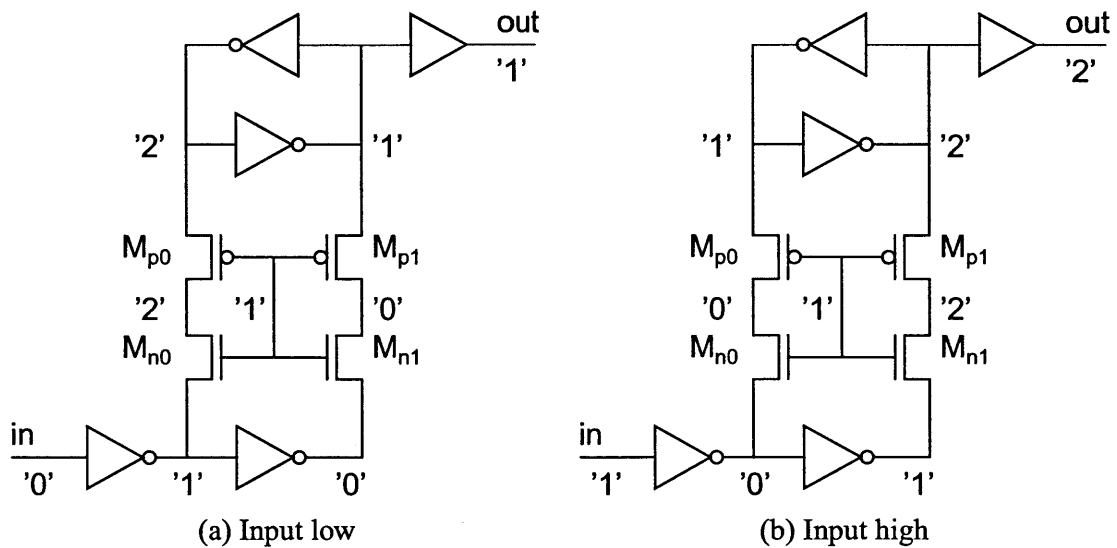 out out
'1' '2'
'2' '1' '1' '2'
Mp0 Mp1 Mp0 Mp1
'2' '1' '0' '0' '1' '2'
Mn0 Mn1 Mn0 Mn1
in in
'0' '1' '0' '1' '0' '1'
(a) Input low (b) Input high